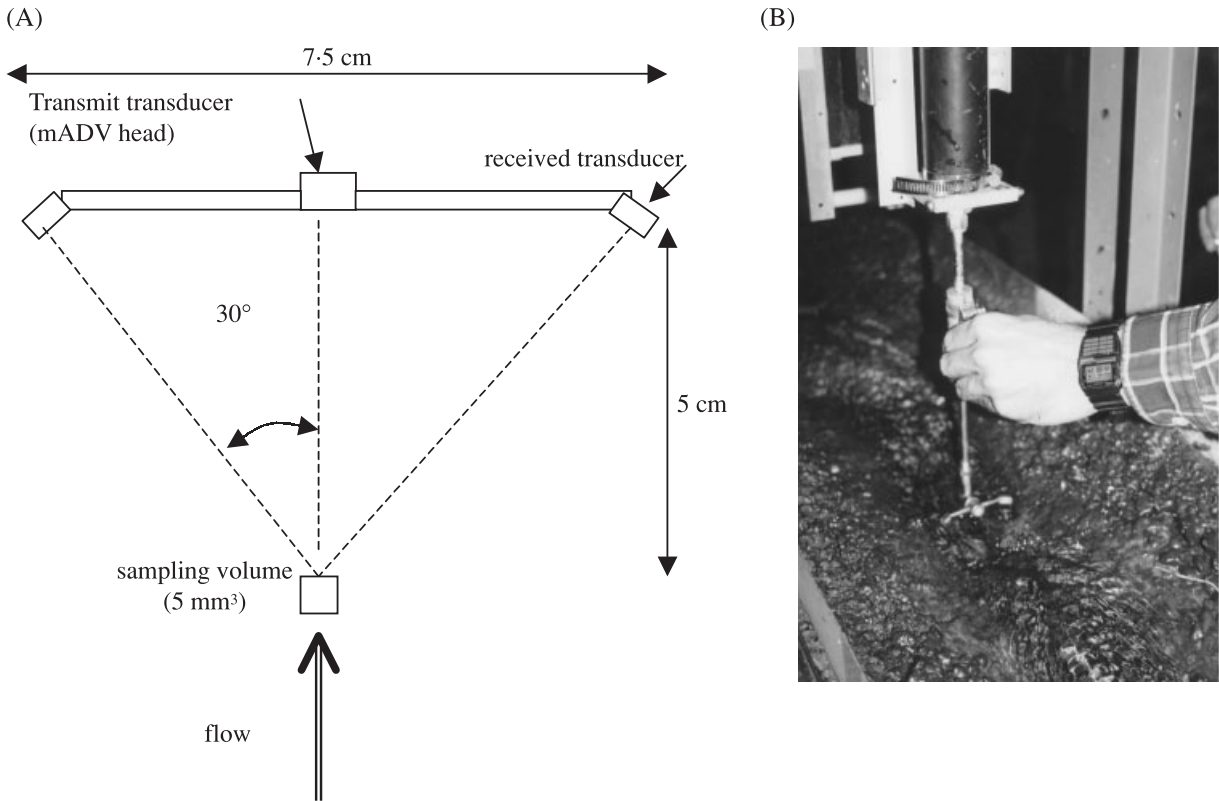 (A)
(B)
7·5 cm
Transmit transducer
(mADV head)
received transducer
30°
5 cm
sampling volume
(5 mm³)
flow